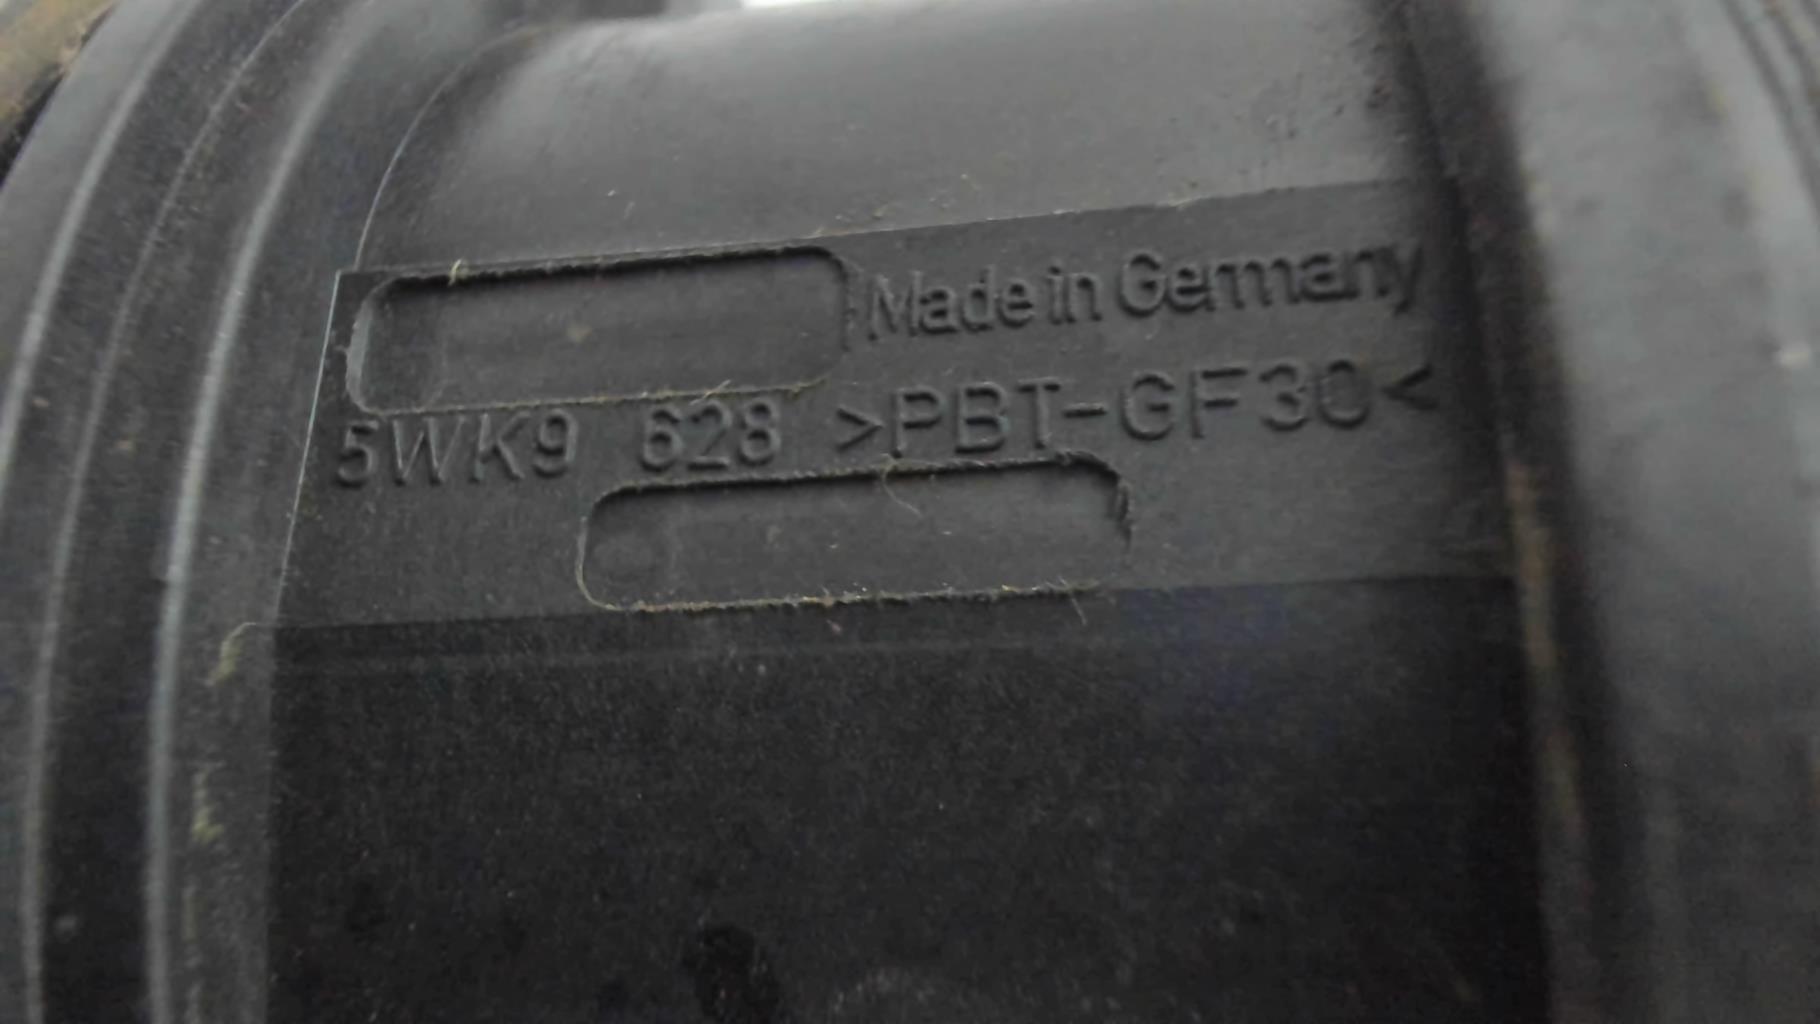 Made in Germany
5WK9 628 >PBT-GF30<